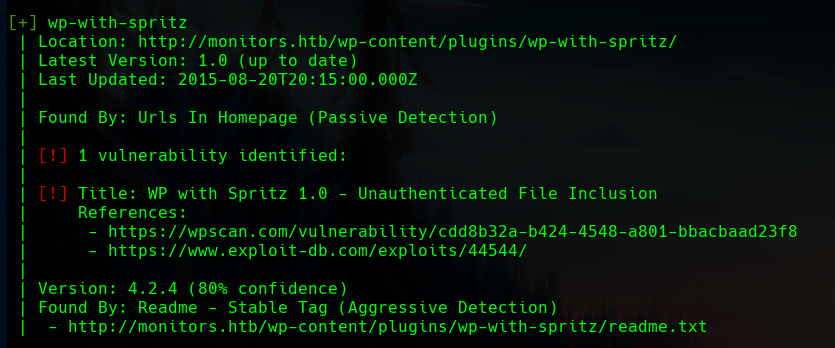 [+] wp-with-spritz
| Location: http://monitors.htb/wp-content/plugins/wp-with-spritz/
| Latest Version: 1.0 (up to date)
| Last Updated: 2015-08-20T20:15:00.000Z
|
| Found By: Urls In Homepage (Passive Detection)
|
| [!] 1 vulnerability identified:
|
| [!] Title: WP with Spritz 1.0 - Unauthenticated File Inclusion
|     References:
|      - https://wpscan.com/vulnerability/cdd8b32a-b424-4548-a801-bbacbaad23f8
|      - https://www.exploit-db.com/exploits/44544/
|
| Version: 4.2.4 (80% confidence)
| Found By: Readme - Stable Tag (Aggressive Detection)
|  - http://monitors.htb/wp-content/plugins/wp-with-spritz/readme.txt